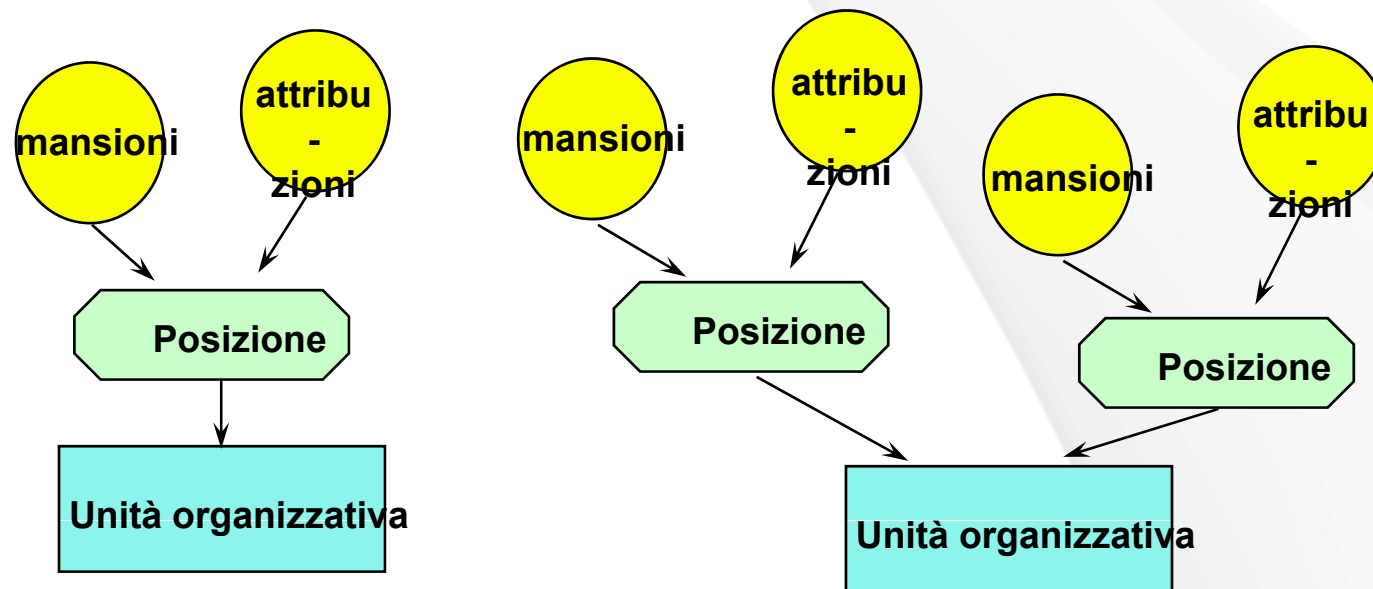 mansioni
attribu
-
zioni
Posizione
Unità organizzativa
mansioni
attribu
-
zioni
Posizione
mansioni
attribu
-
zioni
Posizione
Unità organizzativa